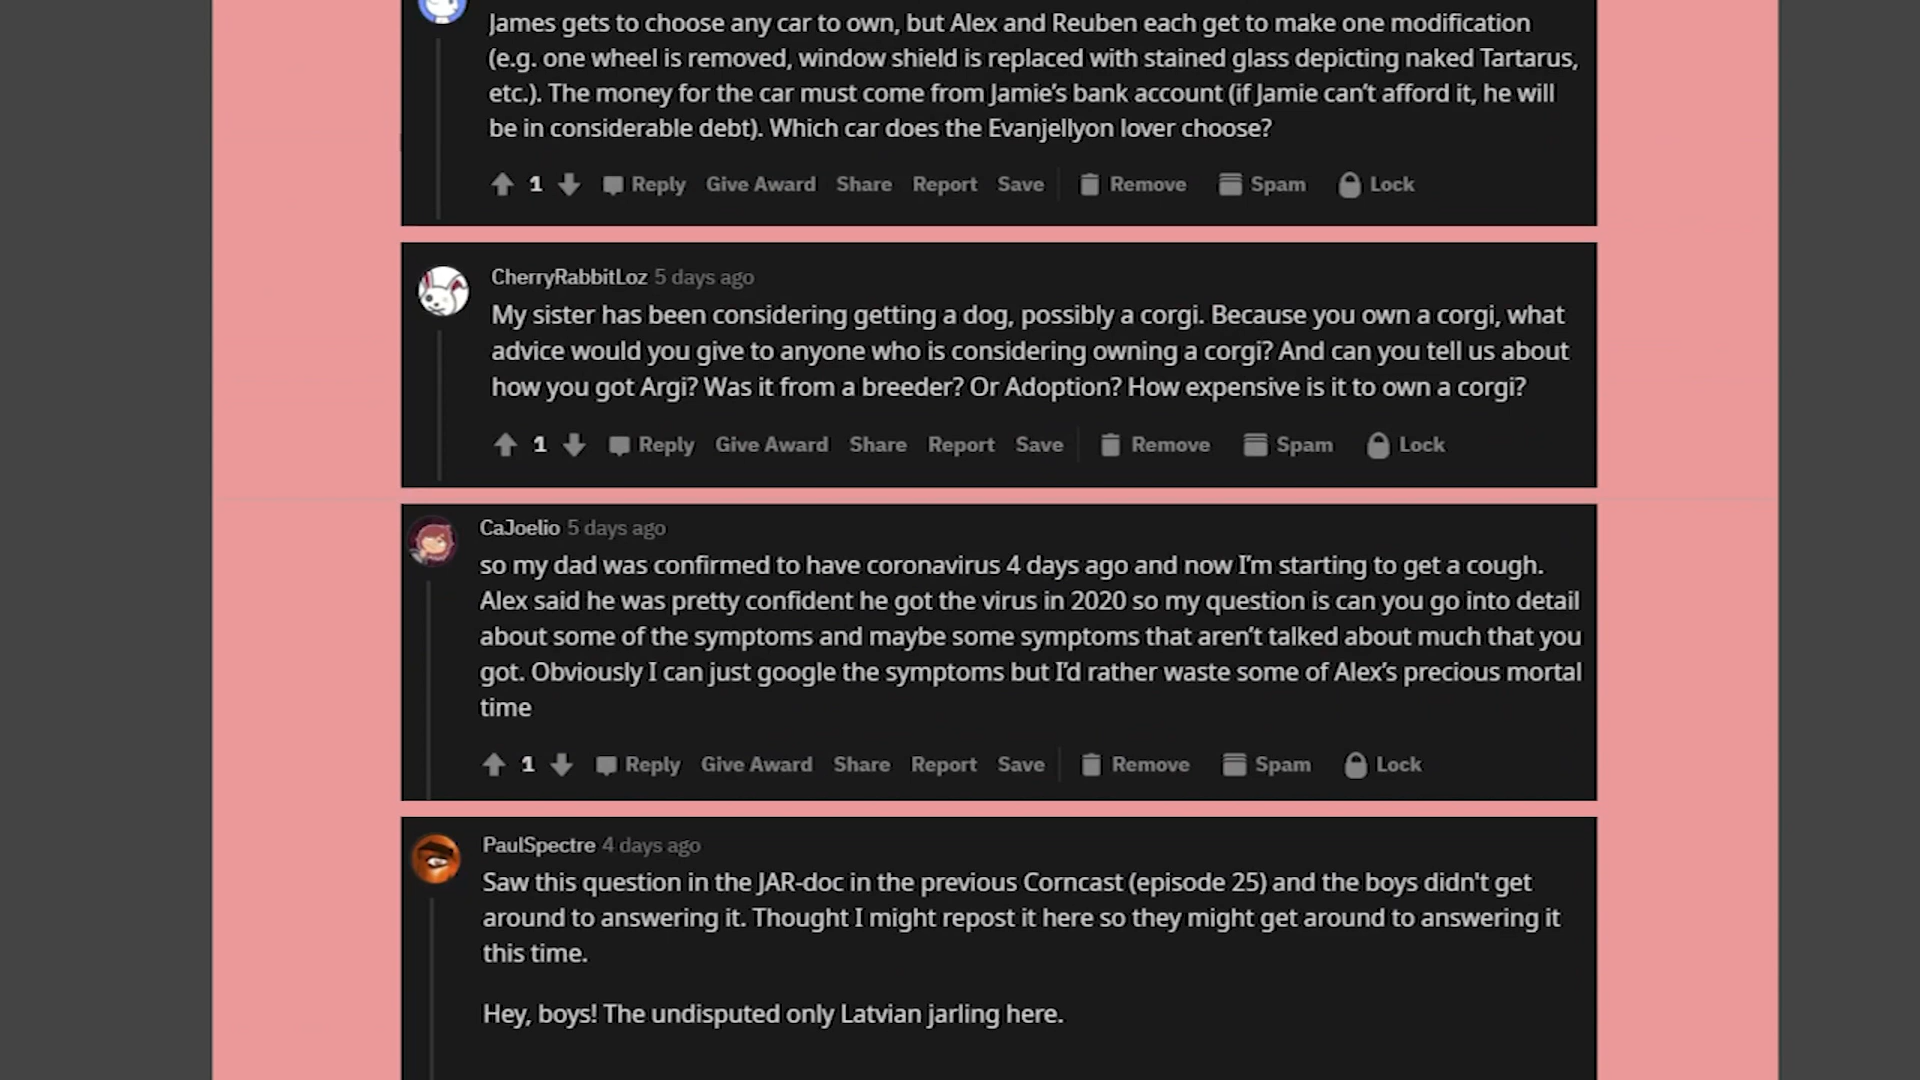 James gets to choose any car to own, but Alex and Reuben each get to make one modification
(e.g. one wheel is removed, window shield is replaced with stained glass depicting naked Tartarus,
etc.). The money for the car must come from Jamie’s bank account (if Jamie can’t afford it, he will
be in considerable debt). Which car does the Evanjellyon lover choose?
1 Reply Give Award Share Report Save Remove Spam Lock
CherryRabbitLoz 5 days ago
My sister has been considering getting a dog, possibly a corgi. Because you own a corgi, what
advice would you give to anyone who is considering owning a corgi? And can you tell us about
how you got Argi? Was it from a breeder? Or Adoption? How expensive is it to own a corgi?
1 Reply Give Award Share Report Save Remove Spam Lock
CaJoelio 5 days ago
so my dad was confirmed to have coronavirus 4 days ago and now I’m starting to get a cough.
Alex said he was pretty confident he got the virus in 2020 so my question is can you go into detail
about some of the symptoms and maybe some symptoms that aren’t talked about much that you
got. Obviously I can just google the symptoms but I’d rather waste some of Alex’s precious mortal
time
1 Reply Give Award Share Report Save Remove Spam Lock
PaulSpectre 4 days ago
Saw this question in the JAR-doc in the previous Corncast (episode 25) and the boys didn't get
around to answering it. Thought I might repost it here so they might get around to answering it
this time.
Hey, boys! The undisputed only Latvian jarling here.